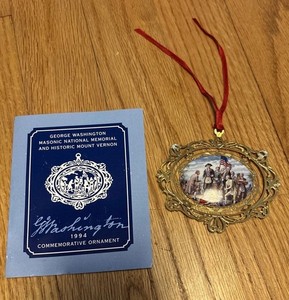 GEORGE WASHINGTON
MASONIC NATIONAL MEMORIAL
AND HISTORIC MOUNT VERNON
GWashington
1994
COMMEMORATIVE ORNAMENT